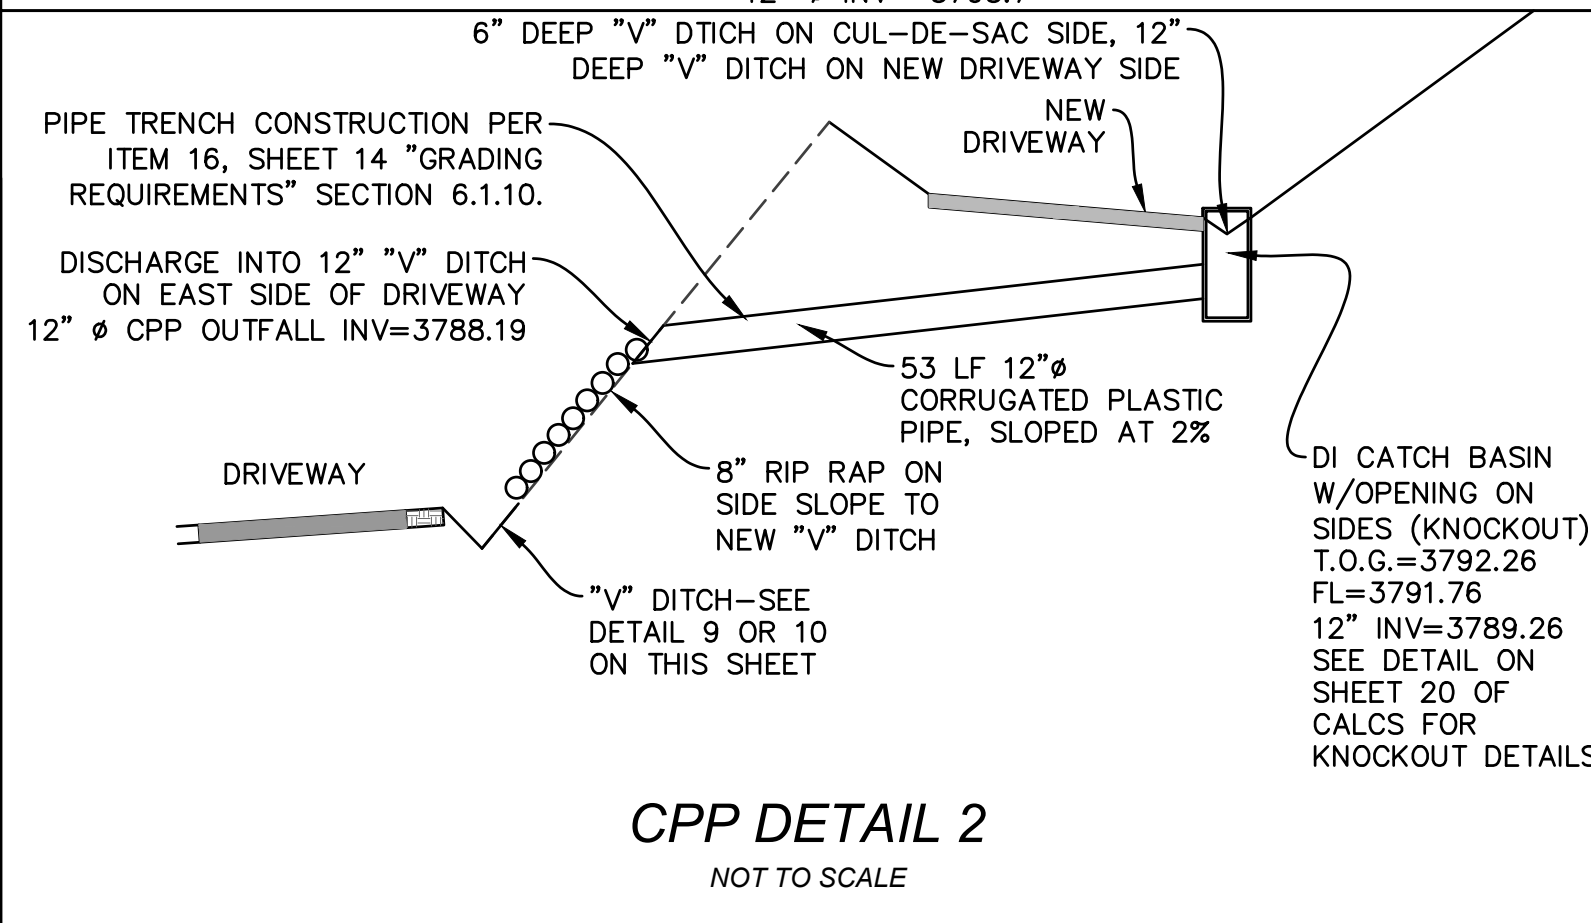 6” DEEP ”V” DTICH ON CUL-DE-SAC SIDE, 12”
DEEP ”V” DITCH ON NEW DRIVEWAY SIDE
NEW
DRIVEWAY
PIPE TRENCH CONSTRUCTION PER
ITEM 16, SHEET 14 ”GRADING
REQUIREMENTS” SECTION 6.1.10.
DISCHARGE INTO 12” ”V” DITCH
ON EAST SIDE OF DRIVEWAY
12” ø CPP OUTFALL INV=3788.19
53 LF 12”ø
CORRUGATED PLASTIC
PIPE, SLOPED AT 2%
8” RIP RAP ON
SIDE SLOPE TO
NEW ”V” DITCH
DRIVEWAY
”V” DITCH-SEE
DETAIL 9 OR 10
ON THIS SHEET
DI CATCH BASIN
W/OPENING ON
SIDES (KNOCKOUT)
T.O.G.=3792.26
FL=3791.76
12” INV=3789.26
SEE DETAIL ON
SHEET 20 OF
CALCS FOR
KNOCKOUT DETAILS
CPP DETAIL 2
NOT TO SCALE